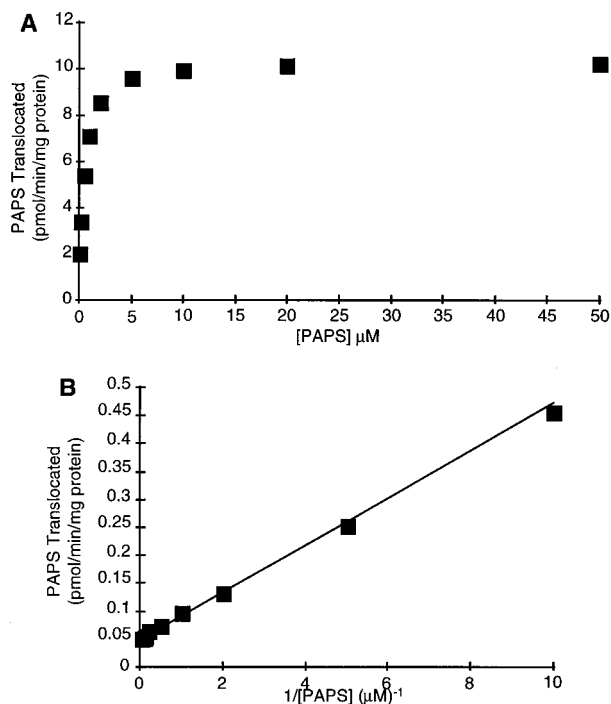 A
PAPS Translocated
(pmol/min/mg protein)
12
10
8
6
4
2
0
0 5 10 15 20 25 30 35 40 45 50
[PAPS] µM
B
PAPS Translocated
(pmol/min/mg protein)
0.5
0.45
0.4
0.35
0.3
0.25
0.2
0.15
0.1
0.05
0
0 2 4 6 8 10
1/[PAPS] (µM)-1